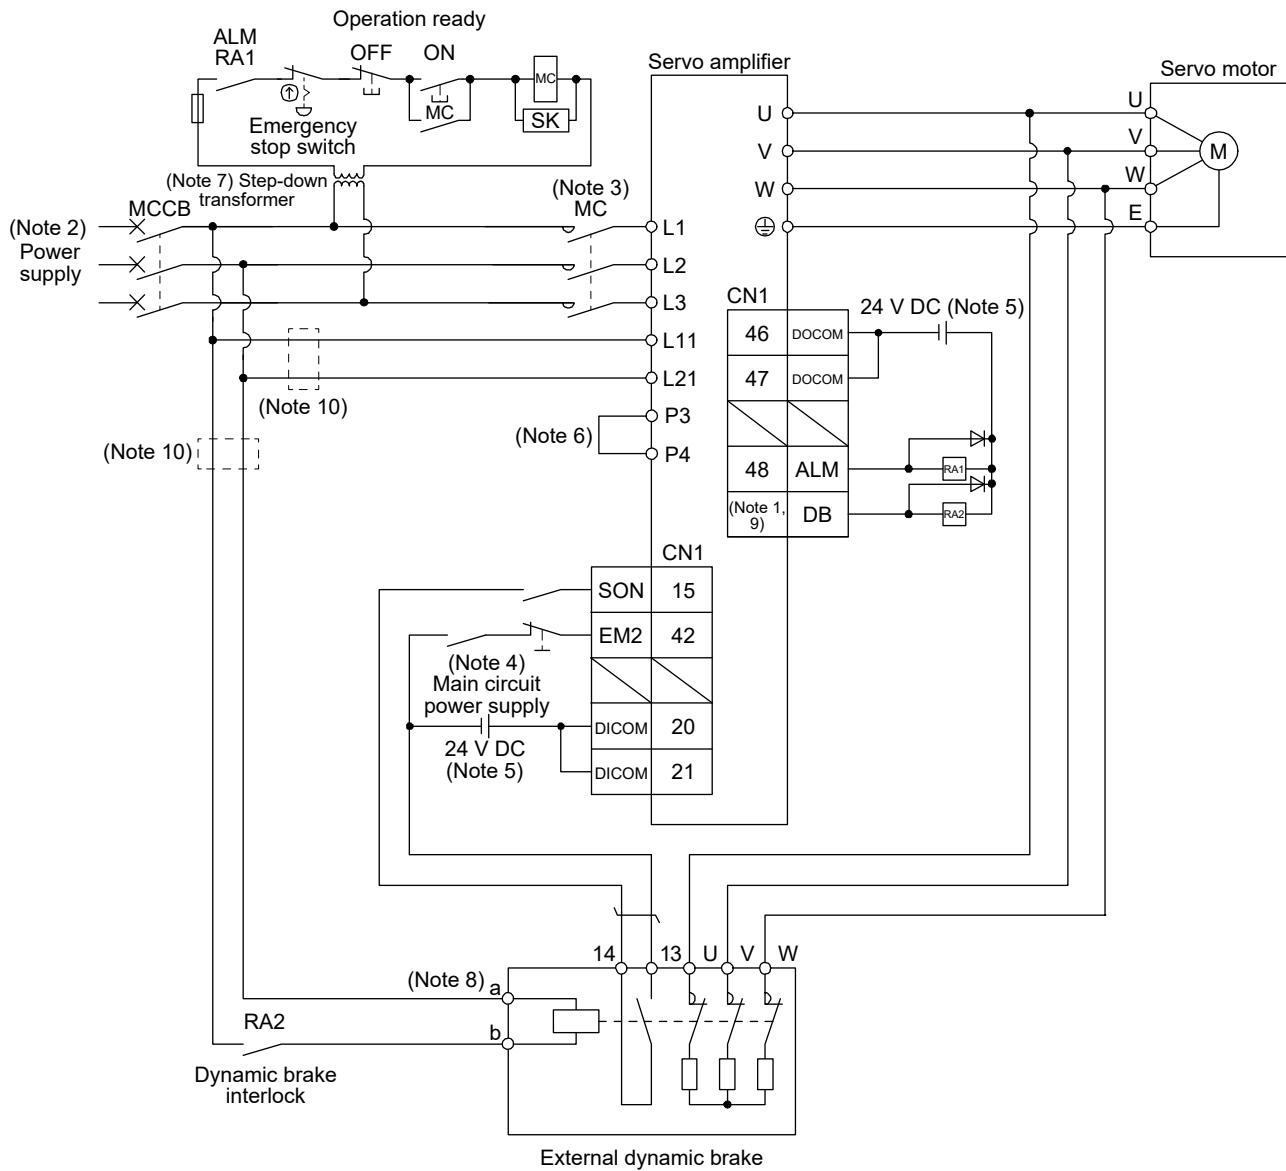 Operation ready
ALM
RA1
OFF
ON
MC
MC
SK
Emergency
stop switch
Servo amplifier
Servo motor
U
V
W
U
V
W
E
M
(Note 7) Step-down
transformer
MCCB
(Note 3)
MC
(Note 2)
Power
supply
L1
L2
L3
L11
L21
(Note 10)
(Note 10)
(Note 6)
P3
P4
CN1
24 V DC (Note 5)
46 DOCOM
47 DOCOM
48 ALM
RA1
(Note 1,
9)
DB
RA2
CN1
SON 15
EM2 42
(Note 4)
Main circuit
power supply
DICOM 20
24 V DC
(Note 5)
DICOM 21
14 13 U V W
(Note 8) a
RA2
b
Dynamic brake
interlock
External dynamic brake